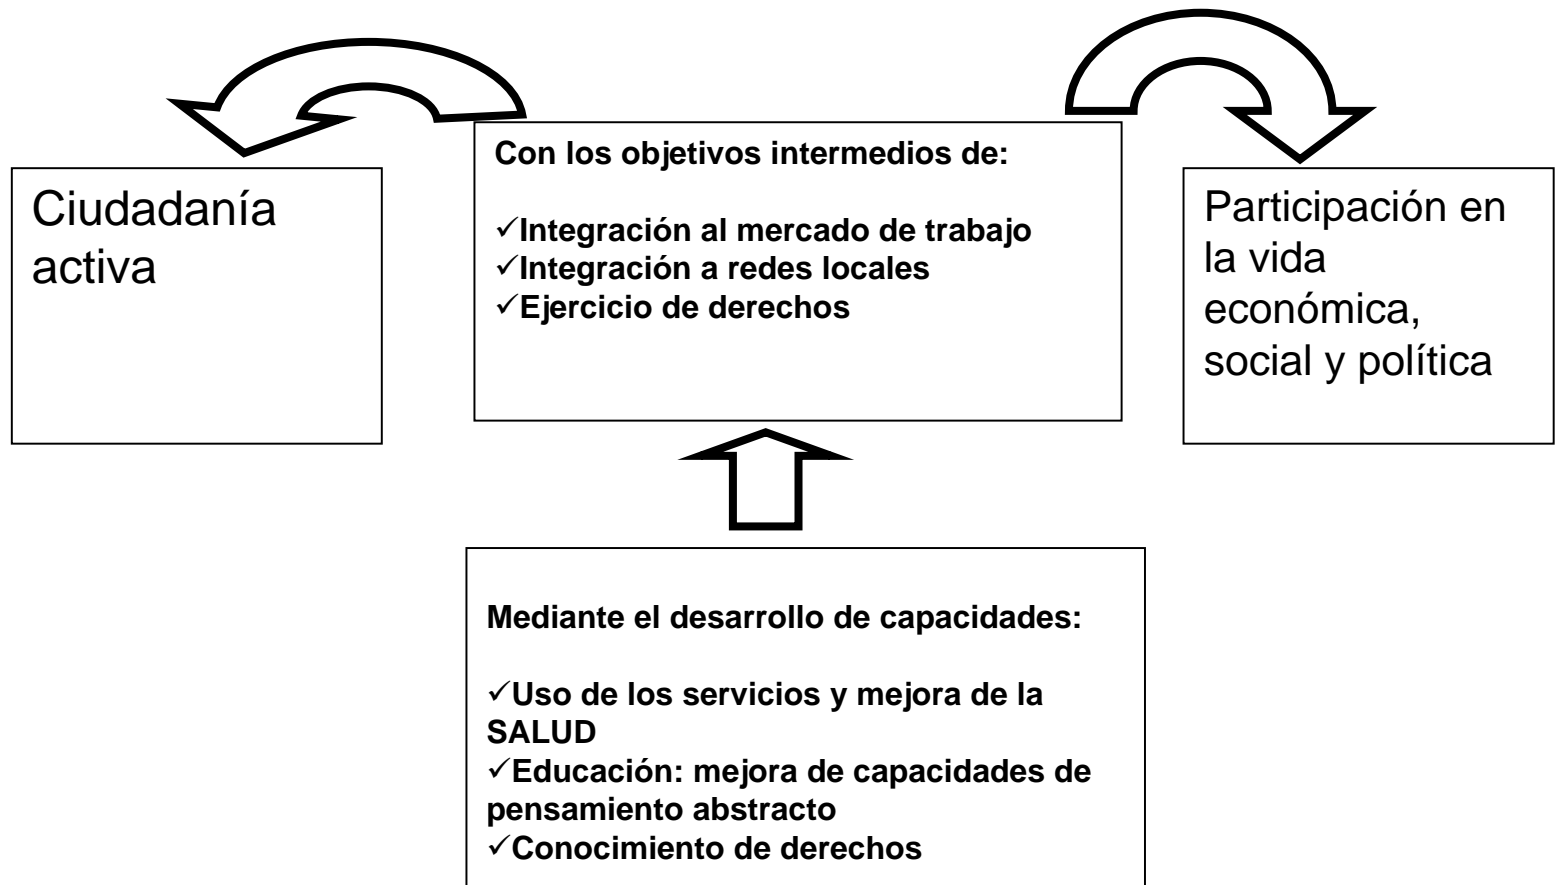 Ciudadanía
activa
Con los objetivos intermedios de:
✓Integración al mercado de trabajo
✓Integración a redes locales
✓Ejercicio de derechos
Participación en
la vida
económica,
social y política
Mediante el desarrollo de capacidades:
✓Uso de los servicios y mejora de la
SALUD
✓Educación: mejora de capacidades de
pensamiento abstracto
✓Conocimiento de derechos